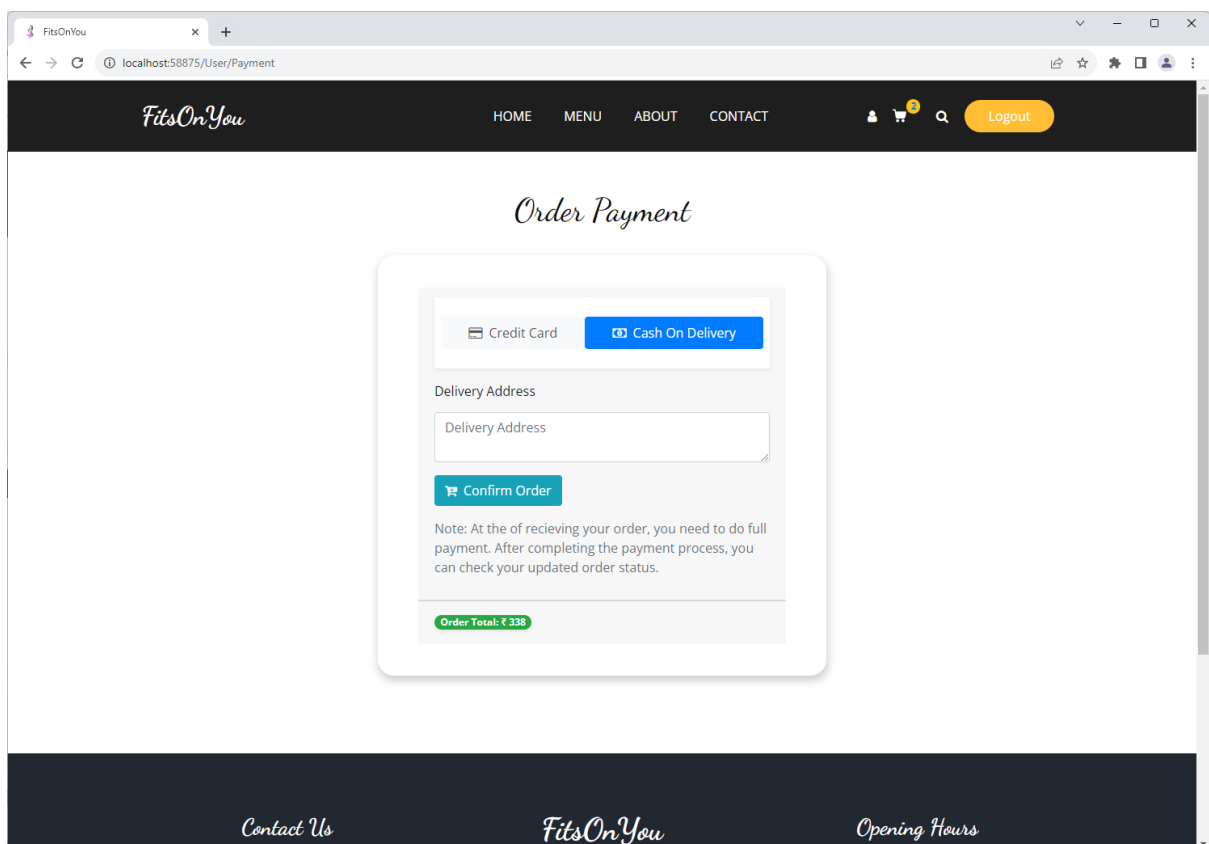 FitsOnYou
localhost:58875/User/Payment
FitsOnYou HOME MENU ABOUT CONTACT 2 Logout
Order Payment
Credit Card Cash On Delivery
Delivery Address
Delivery Address
Confirm Order
Note: At the of recieving your order, you need to do full
payment. After completing the payment process, you
can check your updated order status.
Order Total: ₹ 338
Contact Us FitsOnYou Opening Hours